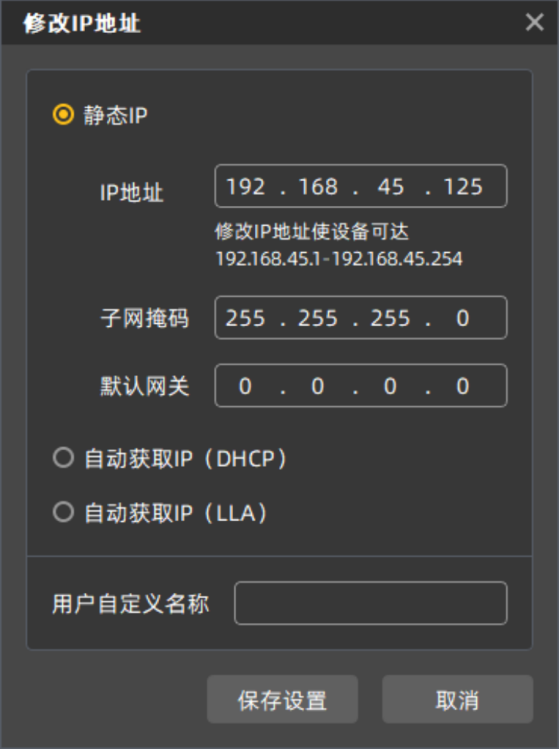 修改IP地址
静态IP
IP地址 192 . 168 . 45 . 125
修改IP地址使设备可达
192.168.45.1-192.168.45.254
子网掩码 255 . 255 . 255 . 0
默认网关 0 . 0 . 0 . 0
自动获取IP（DHCP）
自动获取IP（LLA）
用户自定义名称
保存设置 取消